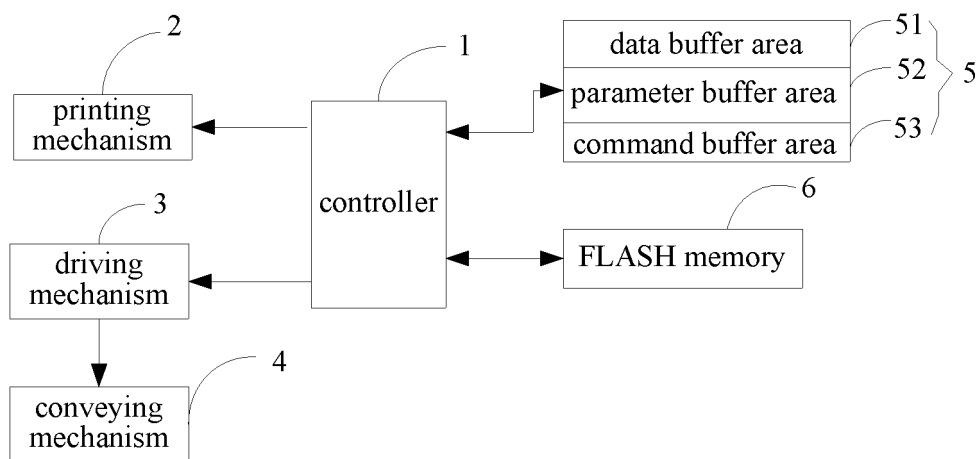 2
printing
mechanism
1
controller
data buffer area
parameter buffer area
command buffer area
51
52
53
5
3
driving
mechanism
6
FLASH memory
4
conveying
mechanism